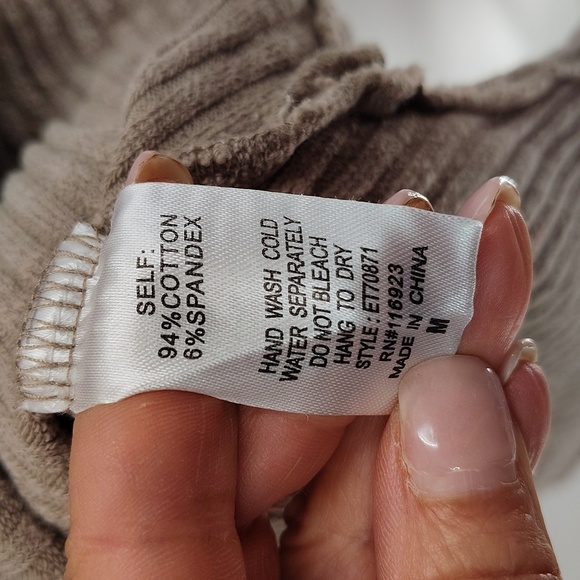 SELF:
94%COTTON
6%SPANDEX
HAND WASH COLD
WATER SEPARATELY
DO NOT BLEACH
HANG TO DRY
STYLE: ET70871
RN#116923
MADE IN CHINA
M